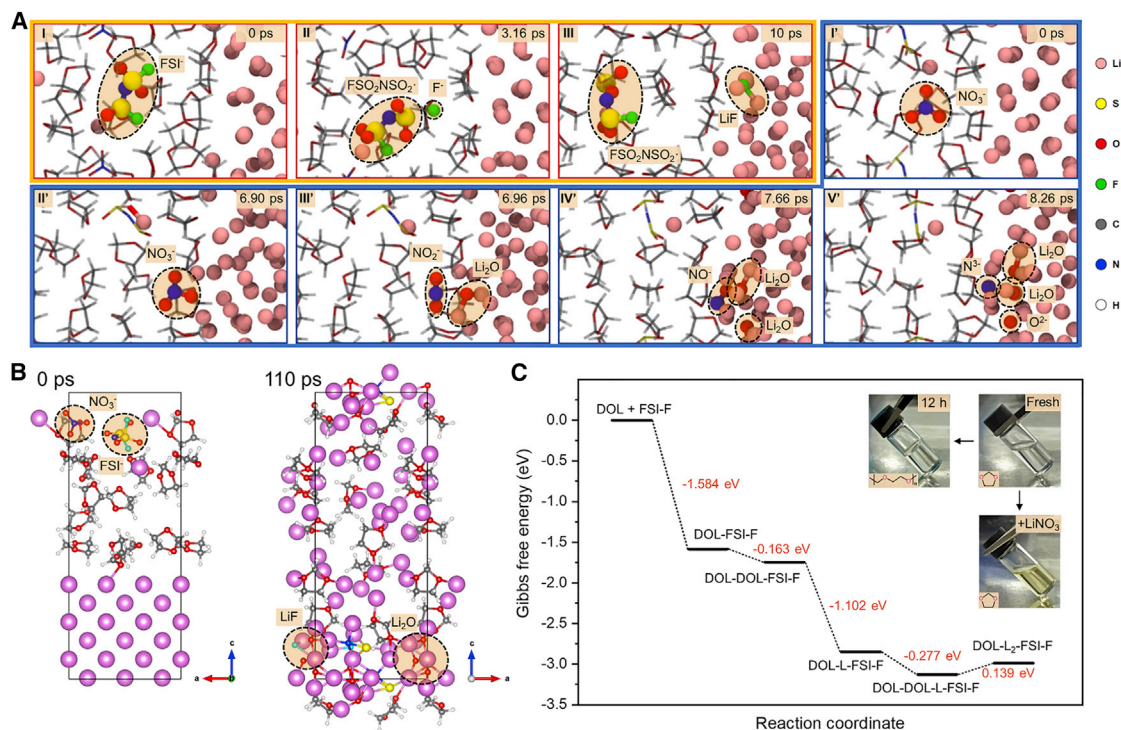 A
I
0 ps
FSI⁻
II
3.16 ps
FSO₂NSO₂⁻
F⁻
III
10 ps
LiF
FSO₂NSO₂⁻
I'
0 ps
NO₃⁻
Li
S
O
F
C
N
H
II'
6.90 ps
NO₃⁻
III'
6.96 ps
NO₂⁻
Li₂O
IV'
7.66 ps
NO⁻
Li₂O
Li₂O
V'
8.26 ps
N³⁻
Li₂O
Li₂O
O²⁻
B
0 ps
NO₃⁻
FSI⁻
c
a
b
110 ps
LiF
Li₂O
c
a
C
Gibbs free energy (eV)
0.0
-0.5
-1.0
-1.5
-2.0
-2.5
-3.0
-3.5
DOL + FSI-F
-1.584 eV
DOL-FSI-F
-0.163 eV
DOL-DOL-FSI-F
-1.102 eV
DOL-L-FSI-F
-0.277 eV
DOL-DOL-L-FSI-F
DOL-L₂-FSI-F
0.139 eV
12 h
Fresh
+LiNO₃
Reaction coordinate